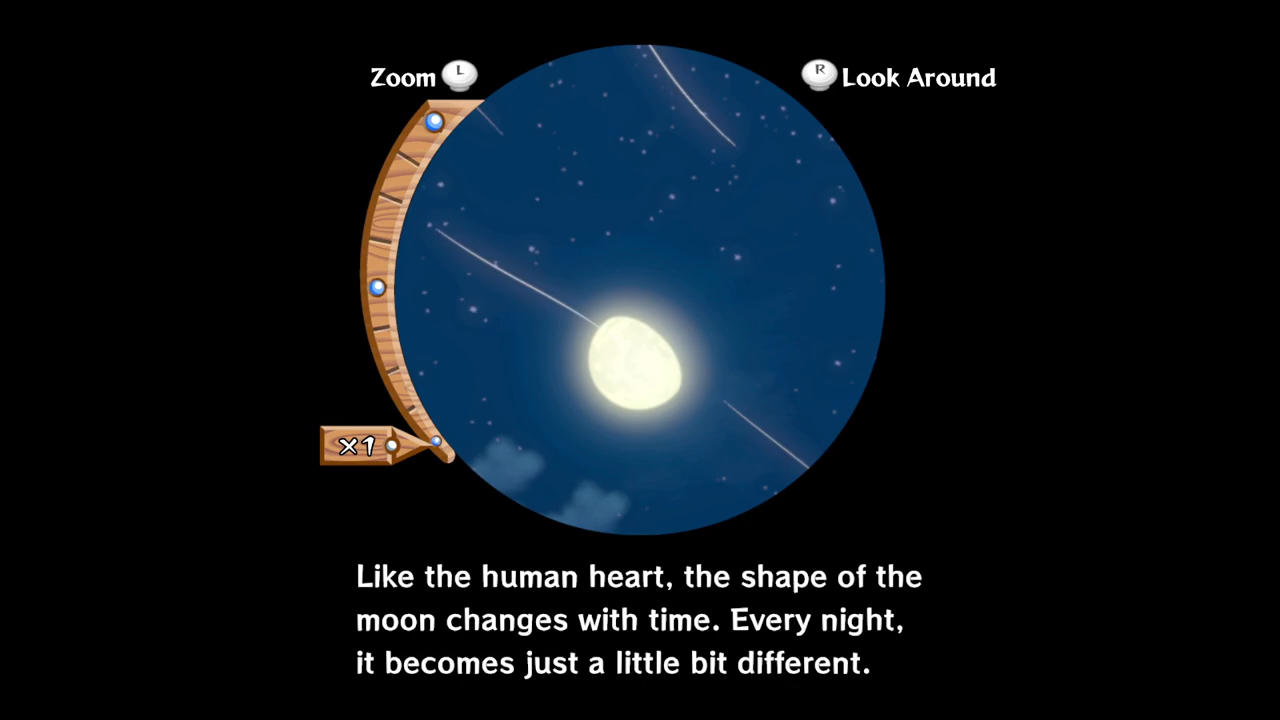 Zoom L
R Look Around
×1
Like the human heart, the shape of the
moon changes with time. Every night,
it becomes just a little bit different.